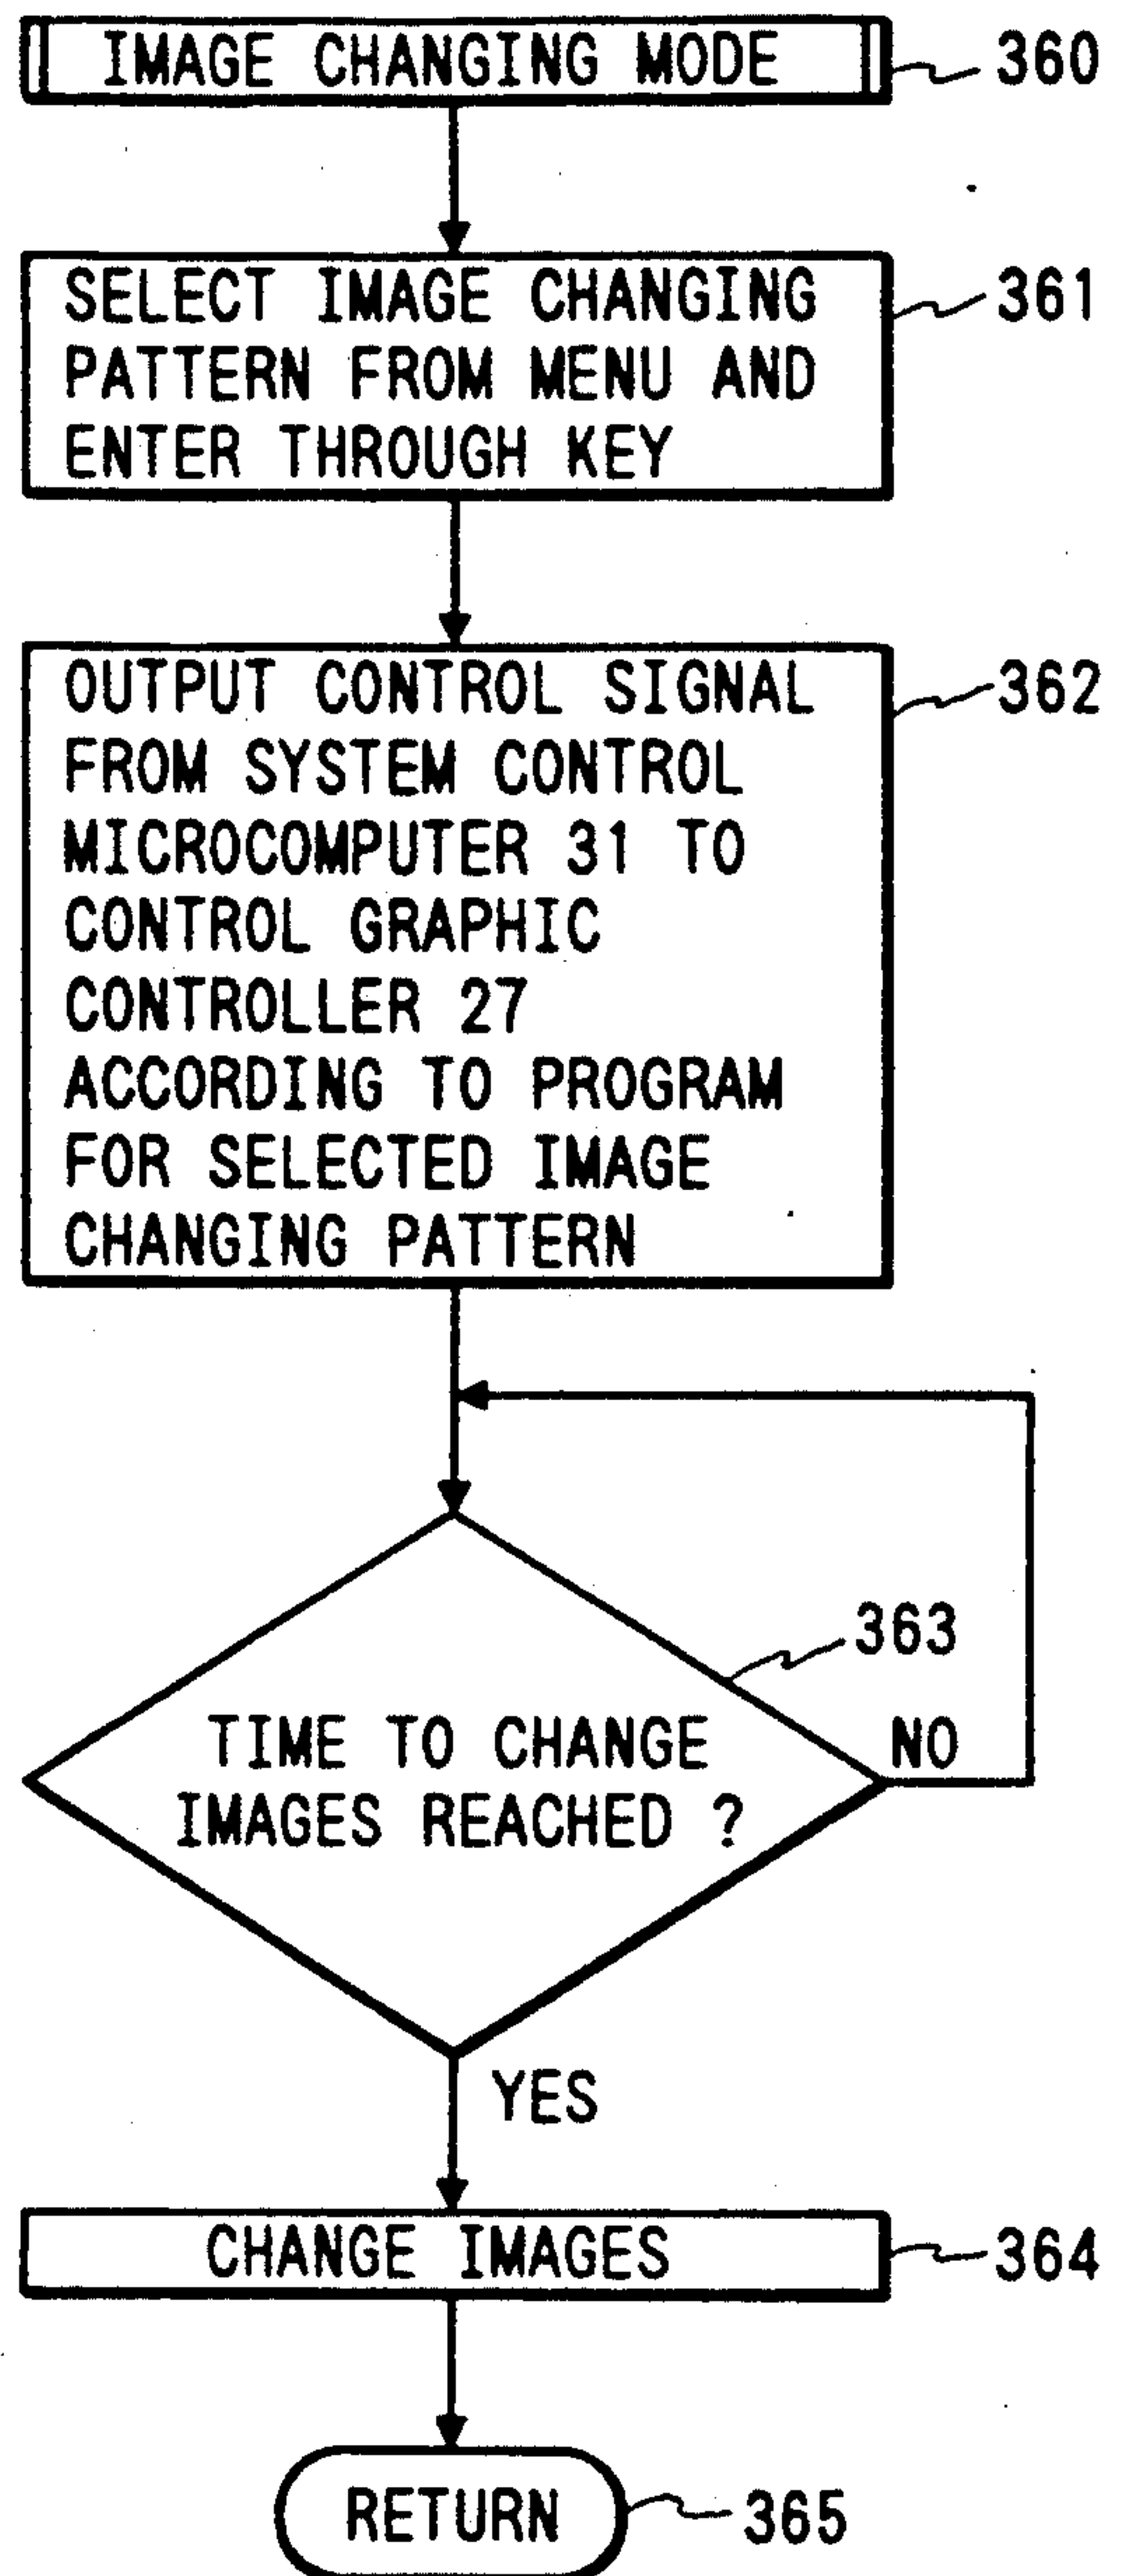 IMAGE CHANGING MODE
360
SELECT IMAGE CHANGING
PATTERN FROM MENU AND
ENTER THROUGH KEY
361
OUTPUT CONTROL SIGNAL
FROM SYSTEM CONTROL
MICROCOMPUTER 31 TO
CONTROL GRAPHIC
CONTROLLER 27
ACCORDING TO PROGRAM
FOR SELECTED IMAGE
CHANGING PATTERN
362
363
TIME TO CHANGE
IMAGES REACHED ?
NO
YES
CHANGE IMAGES
364
RETURN
365